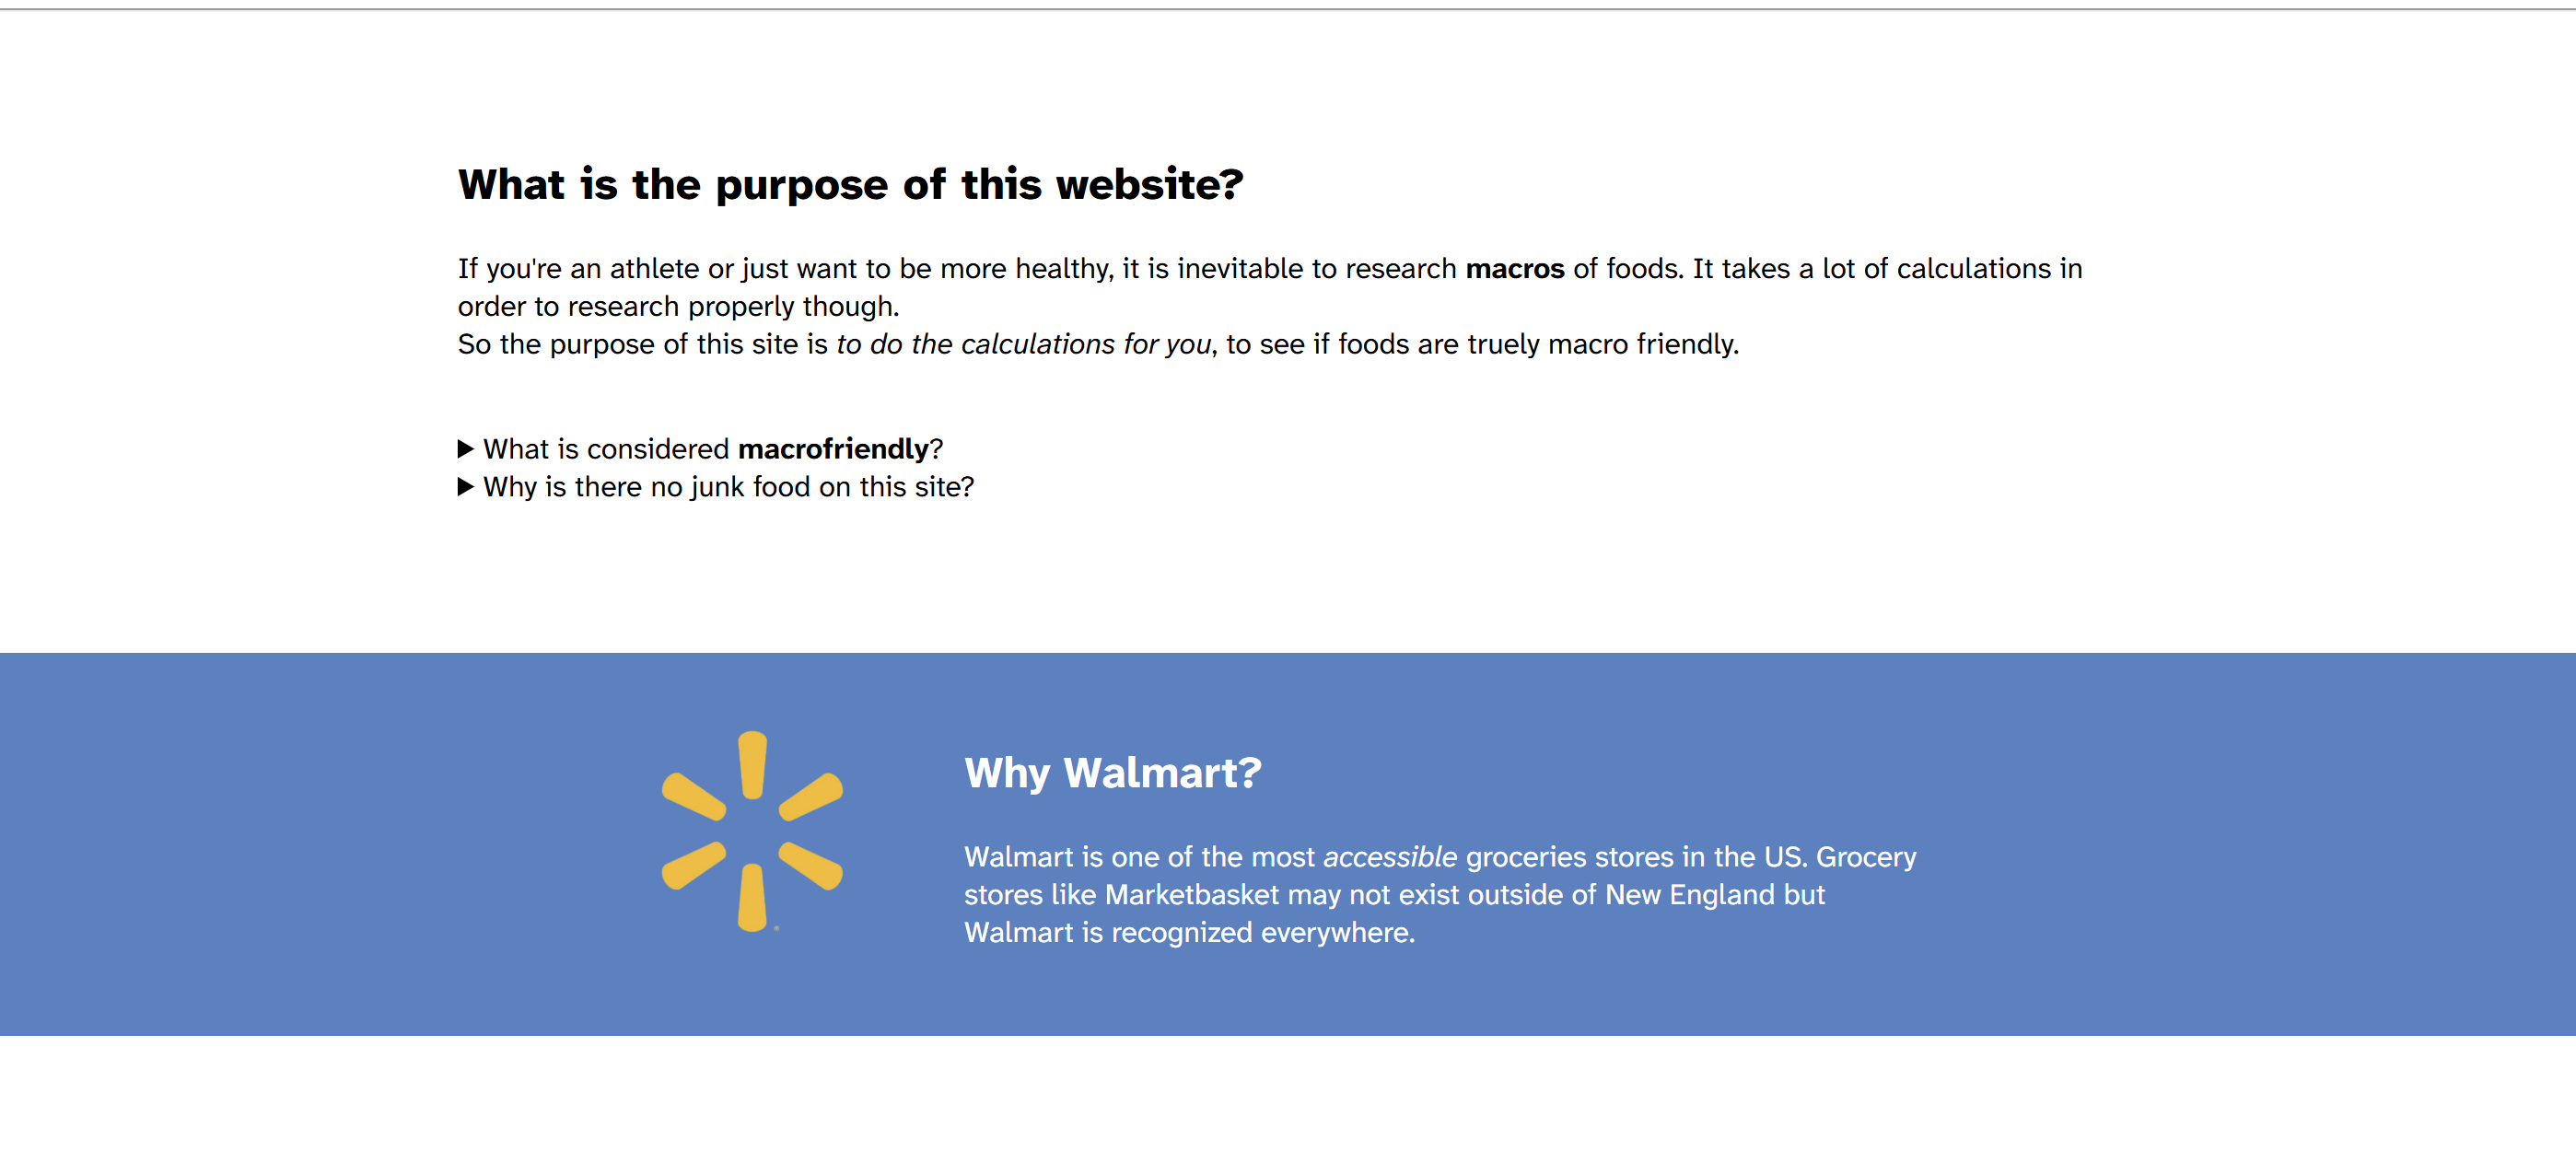 What is the purpose of this website?
If you're an athlete or just want to be more healthy, it is inevitable to research macros of foods. It takes a lot of calculations in
order to research properly though.
So the purpose of this site is to do the calculations for you, to see if foods are truely macro friendly.
What is considered macrofriendly?
Why is there no junk food on this site?
Why Walmart?
Walmart is one of the most accessible groceries stores in the US. Grocery
stores like Marketbasket may not exist outside of New England but
Walmart is recognized everywhere.